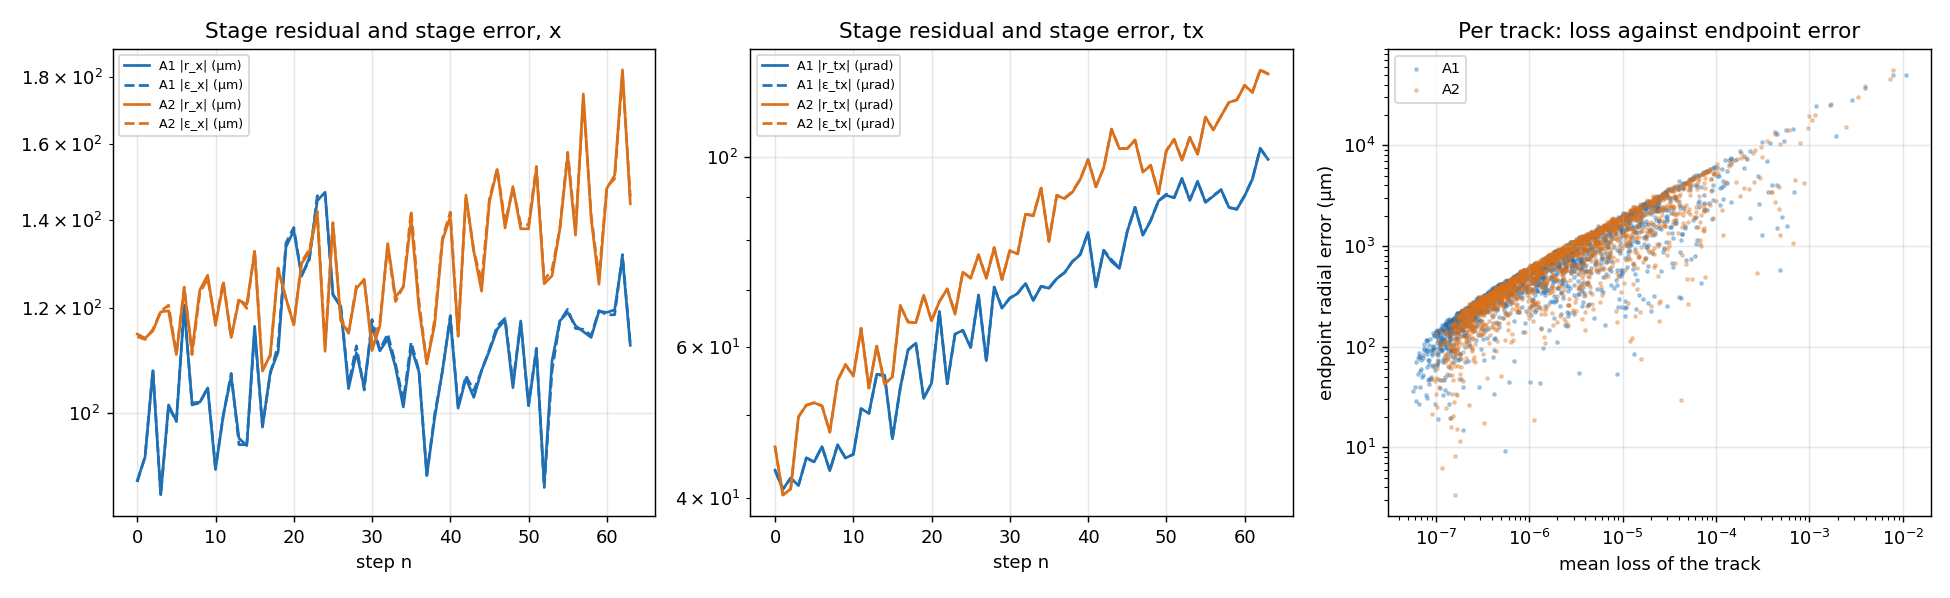 Stage residual and stage error, x
1.8 × 10²
1.6 × 10²
1.4 × 10²
1.2 × 10²
10²
A1 |r_x| (μm)
A1 |ε_x| (μm)
A2 |r_x| (μm)
A2 |ε_x| (μm)
0 10 20 30 40 50 60
step n
Stage residual and stage error, tx
10²
6 × 10¹
4 × 10¹
A1 |r_tx| (μrad)
A1 |ε_tx| (μrad)
A2 |r_tx| (μrad)
A2 |ε_tx| (μrad)
0 10 20 30 40 50 60
step n
Per track: loss against endpoint error
endpoint radial error (μm)
10⁴
10³
10²
10¹
A1
A2
10⁻⁷ 10⁻⁶ 10⁻⁵ 10⁻⁴ 10⁻³ 10⁻²
mean loss of the track